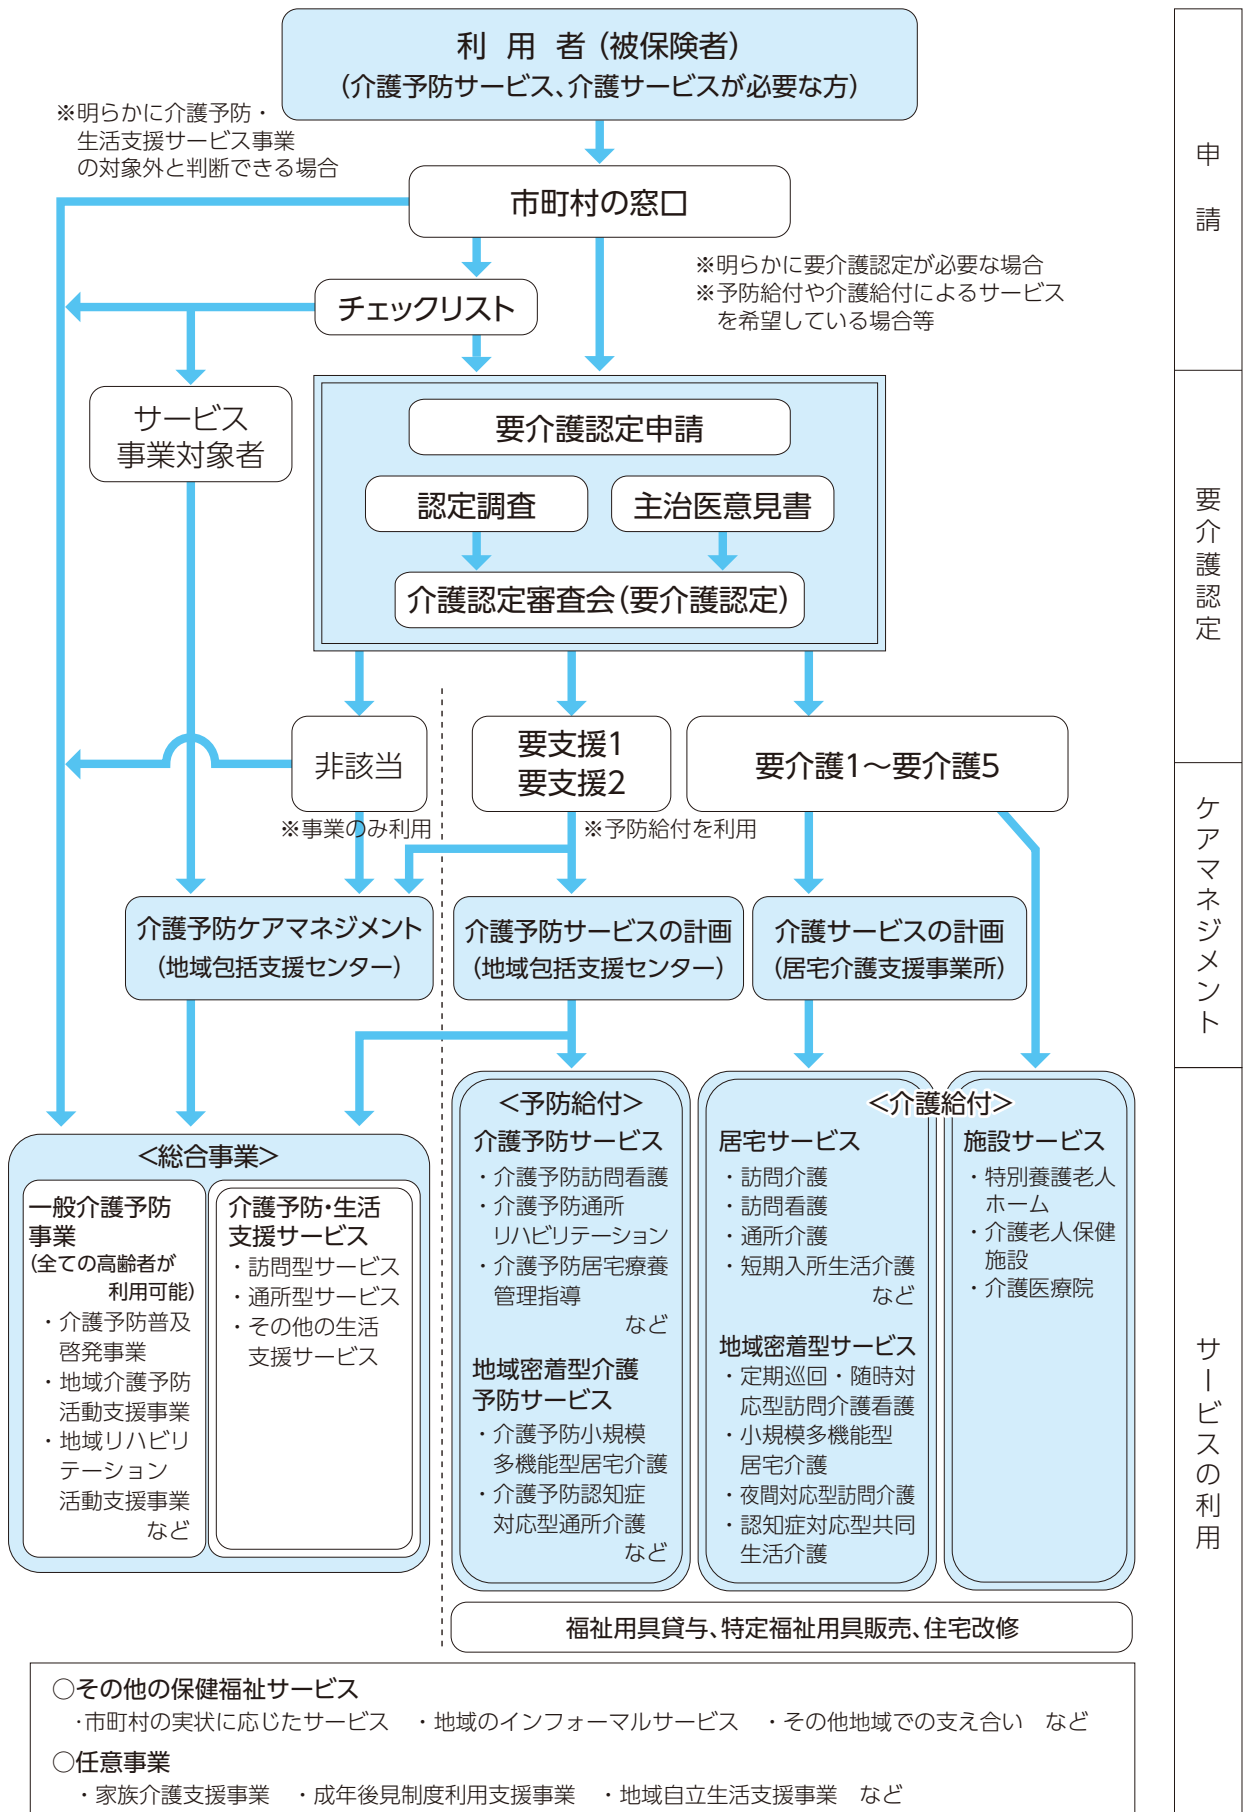 利 用 者 (被保険者)
(介護予防サービス、介護サービスが必要な方)
※明らかに介護予防・
生活支援サービス事業
の対象外と判断できる場合
市町村の窓口
※明らかに要介護認定が必要な場合
※予防給付や介護給付によるサービス
を希望している場合等
チェックリスト
サービス
事業対象者
要介護認定申請
認定調査
主治医意見書
介護認定審査会(要介護認定)
非該当
要支援1
要支援2
要介護1～要介護5
※事業のみ利用
※予防給付を利用
介護予防ケアマネジメント
(地域包括支援センター)
介護予防サービスの計画
(地域包括支援センター)
介護サービスの計画
(居宅介護支援事業所)
<総合事業>
一般介護予防
事業
(全ての高齢者が
利用可能)
・介護予防普及
啓発事業
・地域介護予防
活動支援事業
・地域リハビリ
テーション
活動支援事業
など
介護予防・生活
支援サービス
・訪問型サービス
・通所型サービス
・その他の生活
支援サービス
<予防給付>
介護予防サービス
・介護予防訪問看護
・介護予防通所
リハビリテーション
・介護予防居宅療養
管理指導
など
地域密着型介護
予防サービス
・介護予防小規模
多機能型居宅介護
・介護予防認知症
対応型通所介護
など
<介護給付>
居宅サービス
・訪問介護
・訪問看護
・通所介護
・短期入所生活介護
など
地域密着型サービス
・定期巡回・随時対
応型訪問介護看護
・小規模多機能型
居宅介護
・夜間対応型訪問介護
・認知症対応型共同
生活介護
施設サービス
・特別養護老人
ホーム
・介護老人保健
施設
・介護医療院
福祉用具貸与、特定福祉用具販売、住宅改修
○その他の保健福祉サービス
・市町村の実状に応じたサービス ・地域のインフォーマルサービス ・その他地域での支え合い など
○任意事業
・家族介護支援事業 ・成年後見制度利用支援事業 ・地域自立生活支援事業 など
申請
要介護認定
ケアマネジメント
サービスの利用